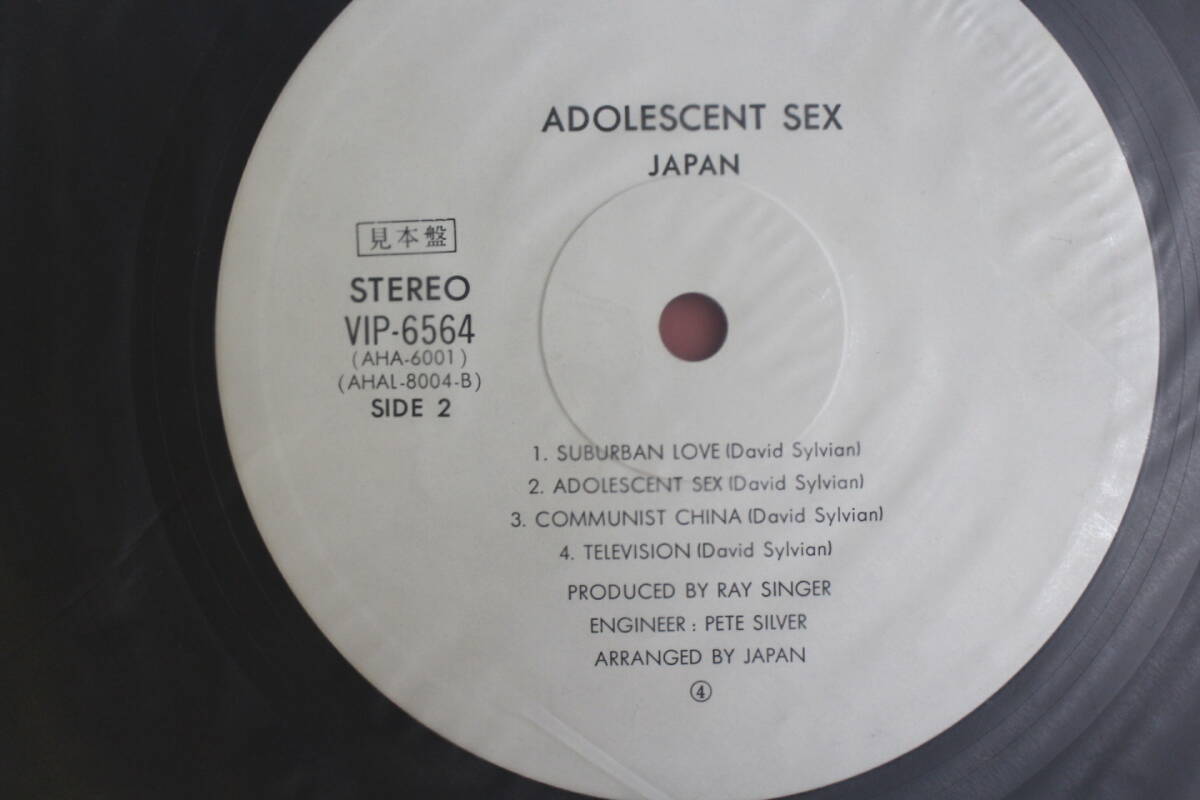 ADOLESCENT SEX
JAPAN
見本盤
STEREO
VIP-6564
(AHA-6001)
(AHAL-8004-B)
SIDE 2
1. SUBURBAN LOVE (David Sylvian)
2. ADOLESCENT SEX (David Sylvian)
3. COMMUNIST CHINA (David Sylvian)
4. TELEVISION (David Sylvian)
PRODUCED BY RAY SINGER
ENGINEER : PETE SILVER
ARRANGED BY JAPAN
④